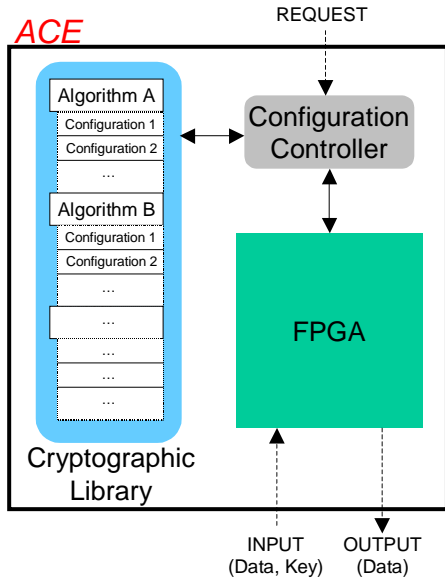 REQUEST
ACE
Algorithm A
Configuration 1
Configuration 2
...
Algorithm B
Configuration 1
Configuration 2
...
...
...
...
...
Cryptographic
Library
Configuration
Controller
FPGA
INPUT
(Data, Key)
OUTPUT
(Data)